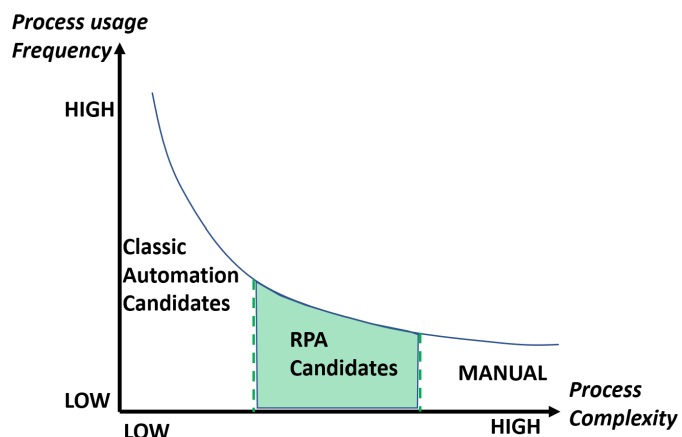 Process usage
Frequency
HIGH
Classic
Automation
Candidates
RPA
Candidates
MANUAL
LOW
LOW
HIGH
Process
Complexity